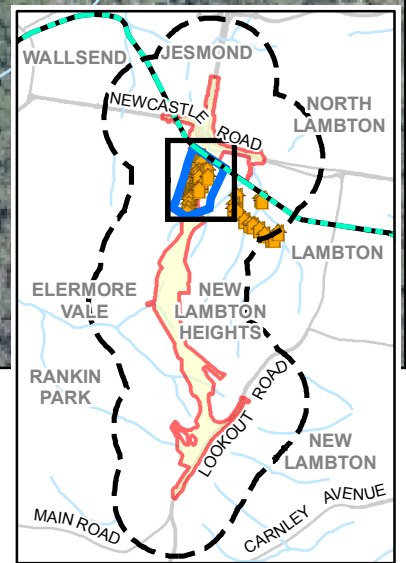 WALLSEND
JESMOND
NEWCASTLE ROAD
NORTH
LAMBTON
LAMBTON
ELERMORE
VALE
NEW
LAMBTON
HEIGHTS
RANKIN
PARK
LOOKOUT ROAD
NEW
LAMBTON
MAIN ROAD
CARNLEY AVENUE